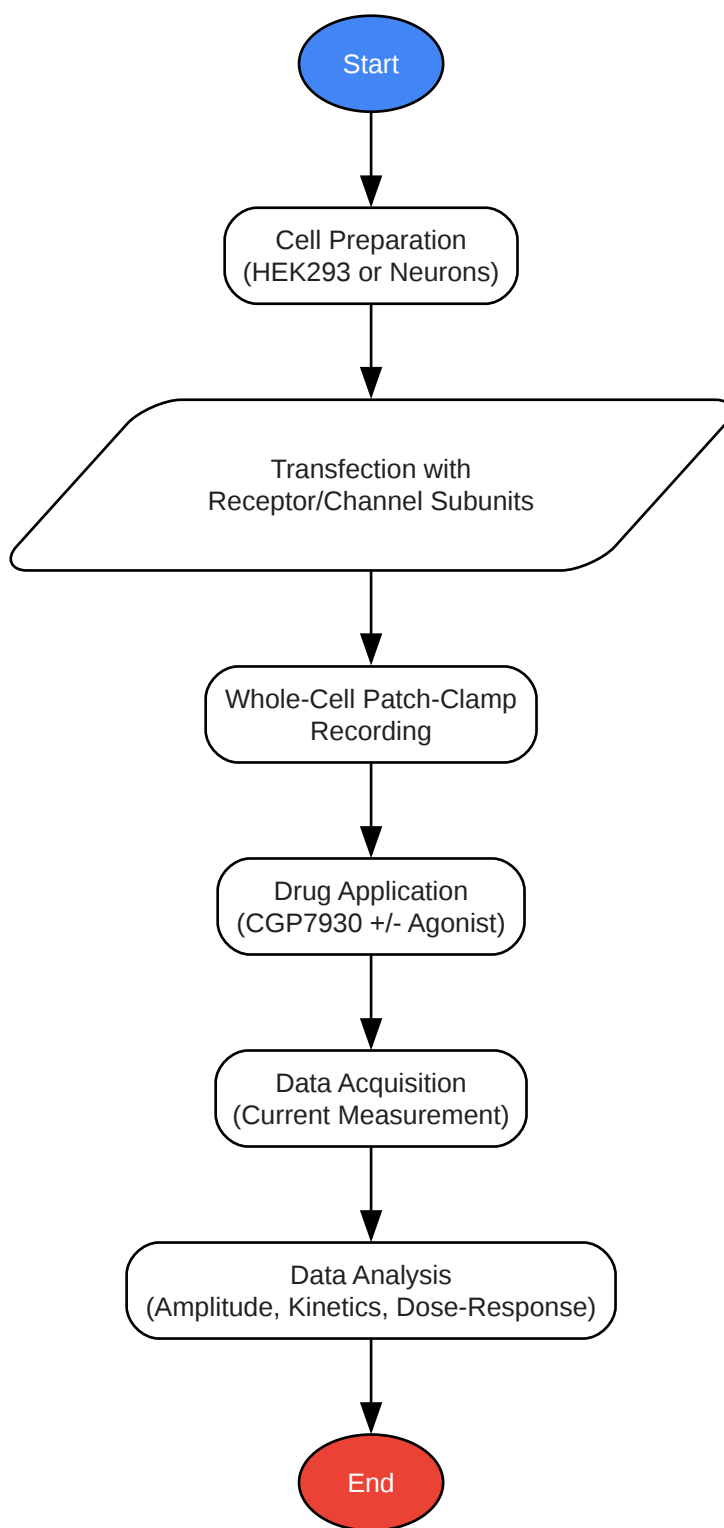 Start
Cell Preparation
(HEK293 or Neurons)
Transfection with
Receptor/Channel Subunits
Whole-Cell Patch-Clamp
Recording
Drug Application
(CGP7930 +/- Agonist)
Data Acquisition
(Current Measurement)
Data Analysis
(Amplitude, Kinetics, Dose-Response)
End